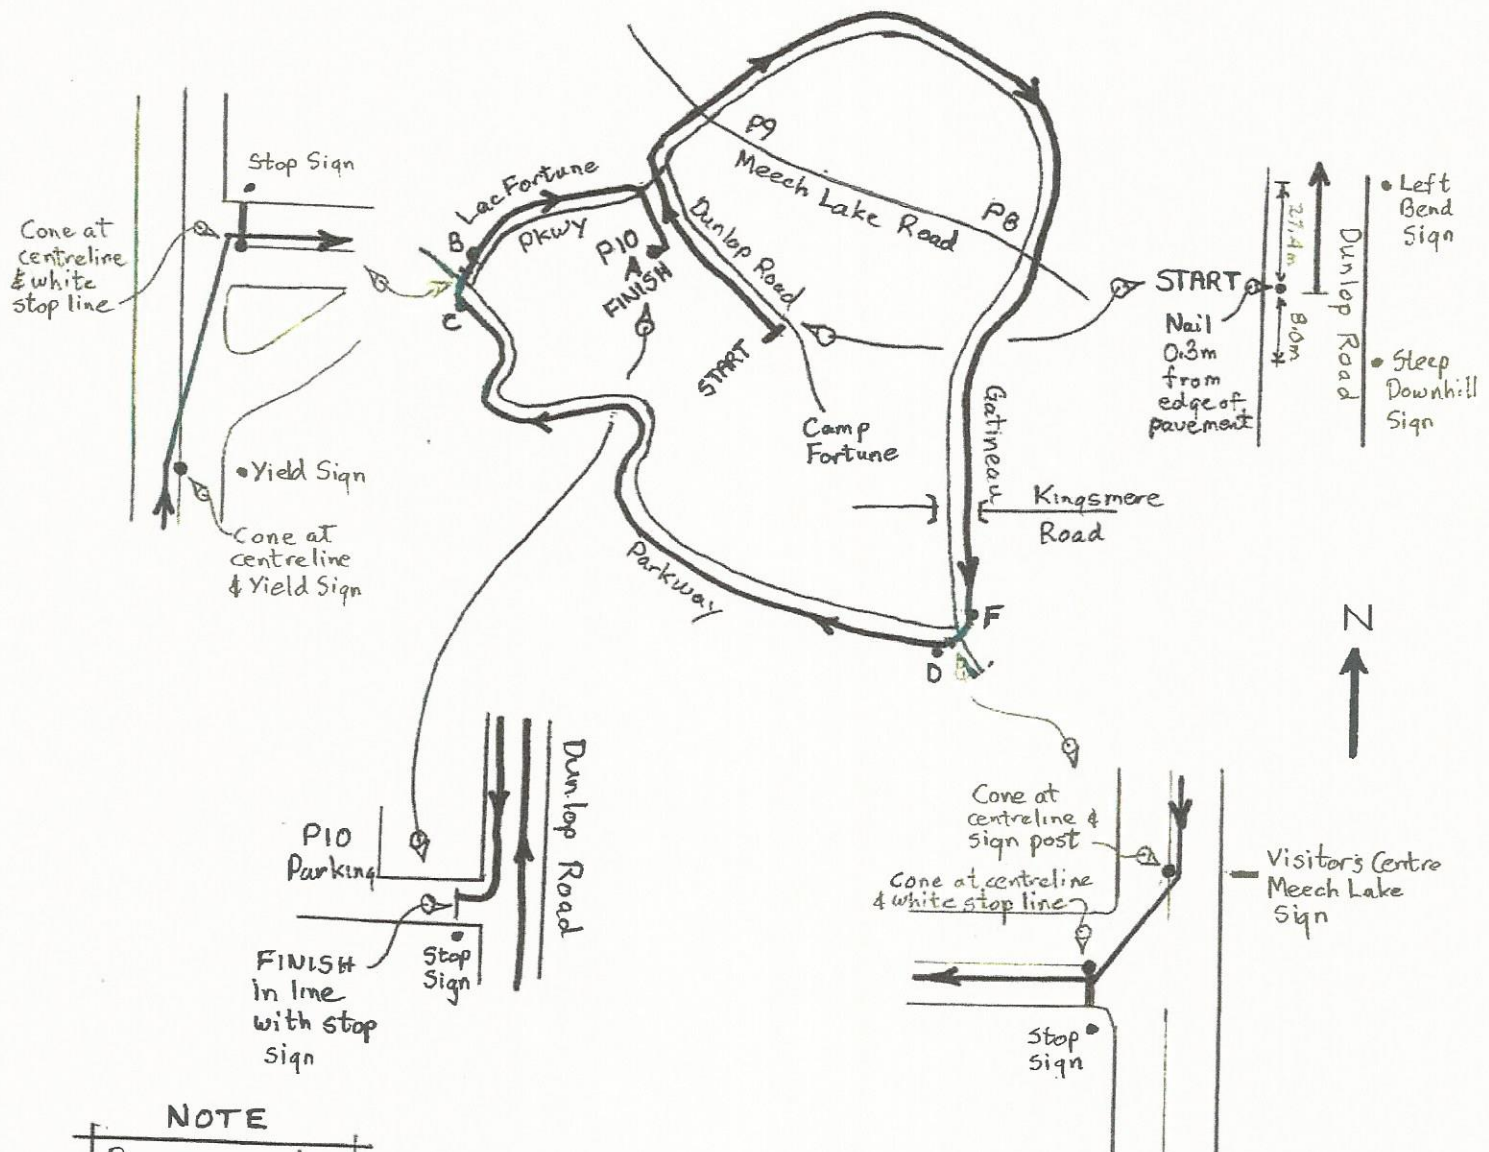 Stop Sign
Cone at
centreline
& white
stop line
Yield Sign
Cone at
centreline
& Yield Sign
B
Lac Fortune
Pkwy
C
P10
A
FINISH
START
Dunlop Road
P9
Meech Lake Road
P8
Camp
Fortune
Gatineau
Kingsmere
Road
Parkway
F
D
START
Nail
0.3m
from
edge of
pavement
27.4m
8.0m
Dunlop Road
Left
Bend
Sign
Steep
Downhill
Sign
N
P10
Parking
Dunlop Road
FINISH
in line
with stop
sign
Stop
Sign
Cone at
centreline &
sign post
Cone at centreline
& white stop line
Visitor's Centre
Meech Lake
Sign
Stop
Sign
NOTE